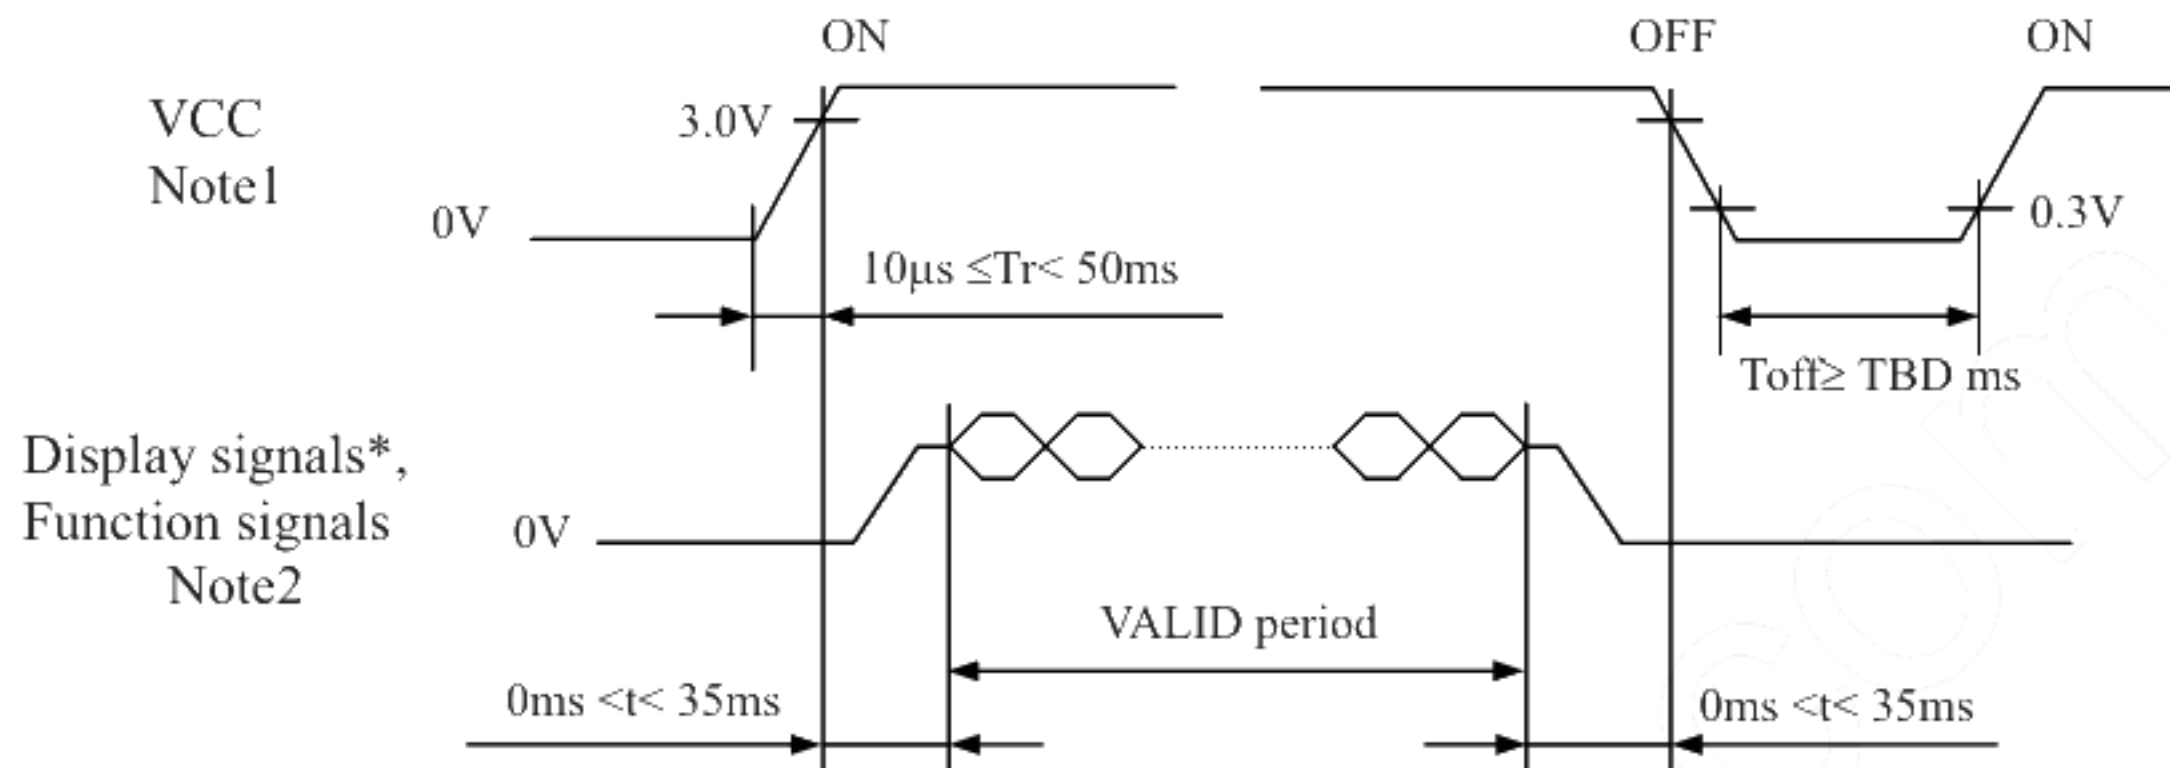 ON OFF ON
VCC
Note1
3.0V
0V
0.3V
10μs ≤Tr< 50ms
Toff≥ TBD ms
Display signals*,
Function signals
Note2
0V
VALID period
0ms <t< 35ms
0ms <t< 35ms